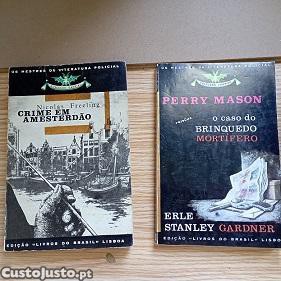 OS MESTRES DA LITERATURA POLICIAL
Nicolas Freeling
CRIME EM
AMESTERDÃO
EDIÇÃO «LIVROS DO BRASIL» LISBOA
OS MESTRES DA LITERATURA POLICIAL
PERRY MASON
o caso do
BRINQUEDO
MORTÍFERO
ERLE
STANLEY GARDNER
EDIÇÃO «LIVROS DO BRASIL» LISBOA
CustoJusto.pt